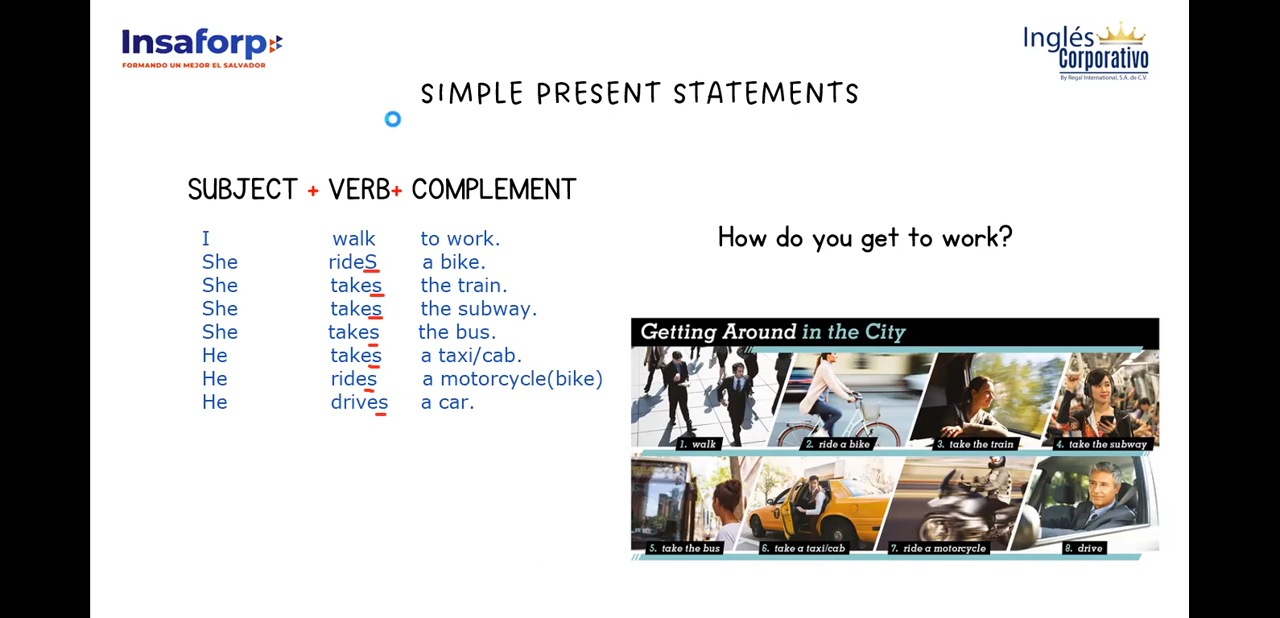 Insaforp
FORMANDO UN MEJOR EL SALVADOR
Inglés
Corporativo
By Regal International, S.A. de C.V.
SIMPLE PRESENT STATEMENTS
SUBJECT + VERB+ COMPLEMENT
I walk to work.
She rideS a bike.
She takes the train.
She takes the subway.
She takes the bus.
He takes a taxi/cab.
He rides a motorcycle(bike)
He drives a car.
How do you get to work?
Getting Around in the City
1. walk
2. ride a bike
3. take the train
4. take the subway
5. take the bus
6. take a taxi/cab
7. ride a motorcycle
8. drive